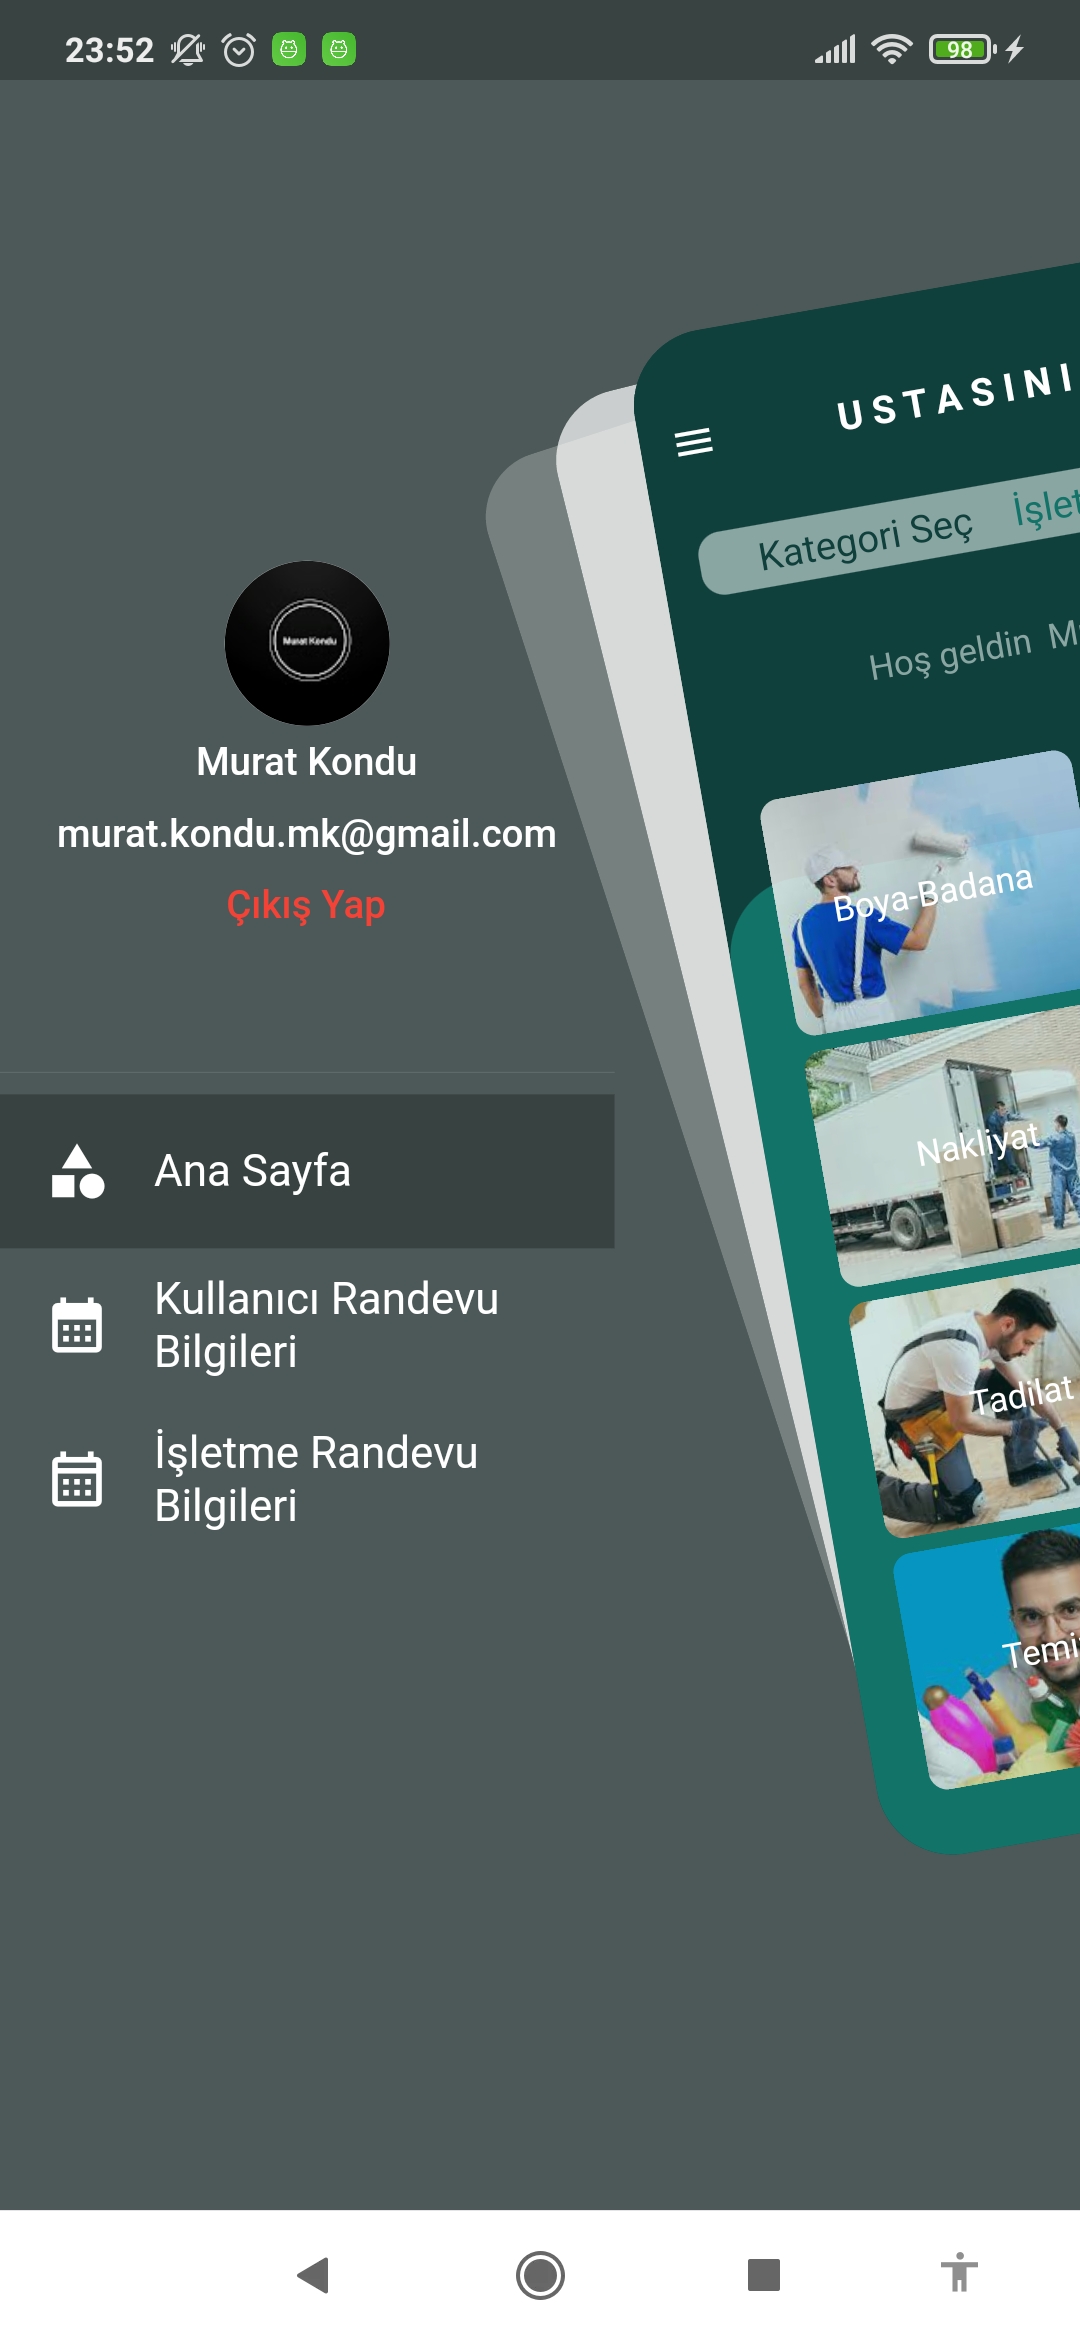 23:52
98
USTASINI
Kategori Seç İşlet
Hoş geldin M
Murat Kondu
Murat Kondu
murat.kondu.mk@gmail.com
Çıkış Yap
Boya-Badana
Ana Sayfa
Nakliyat
Kullanıcı Randevu
Bilgileri
Tadilat
İşletme Randevu
Bilgileri
Temi